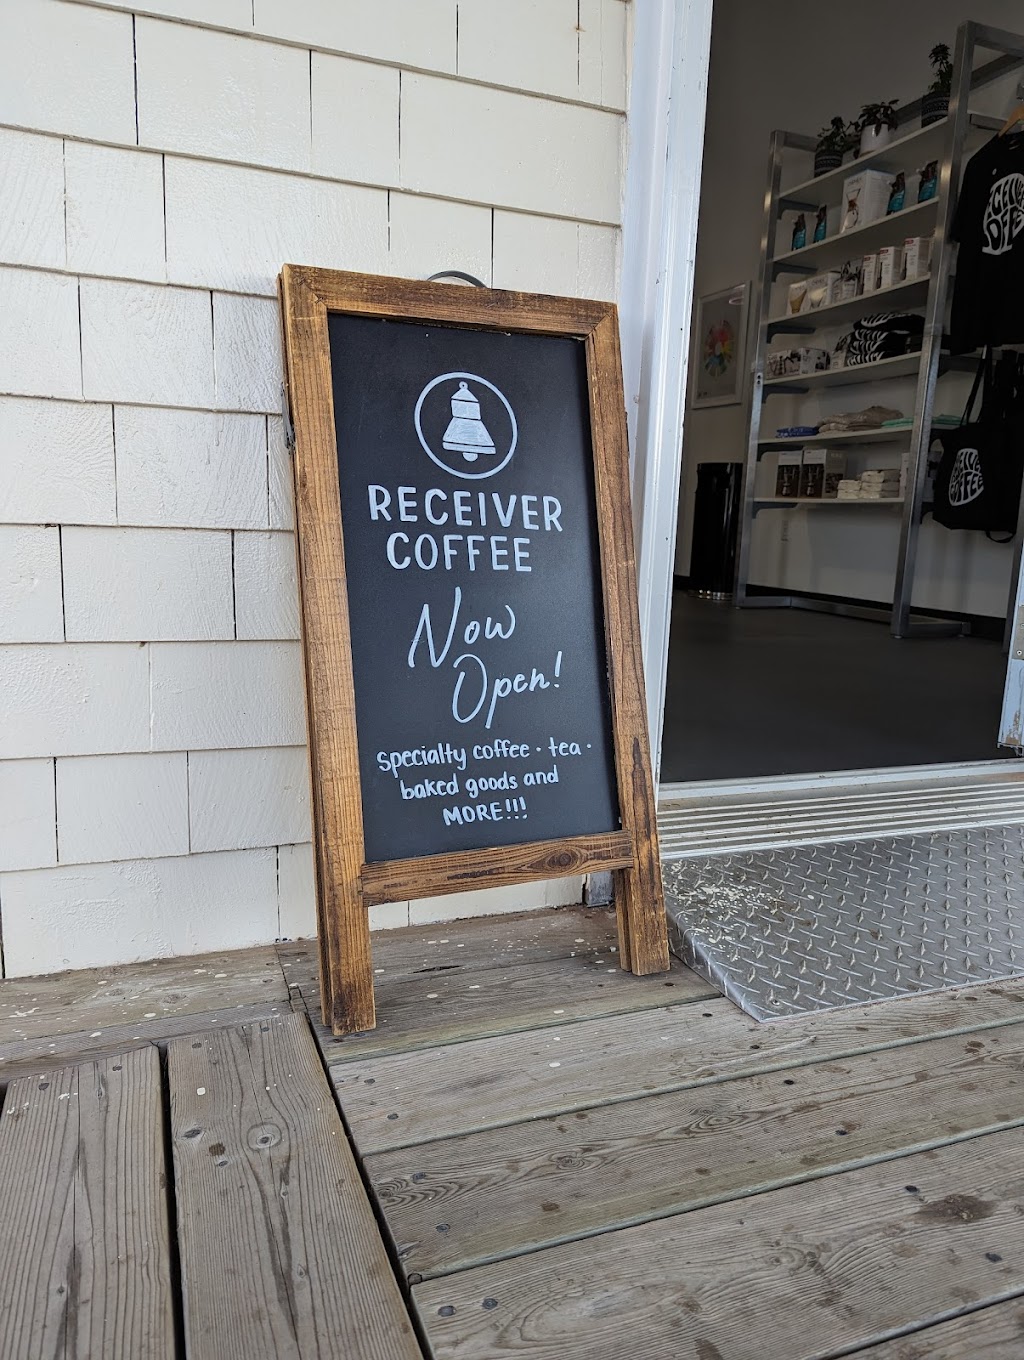 RECEIVER
COFFEE
Now
Open!
specialty coffee · tea ·
baked goods and
MORE!!!